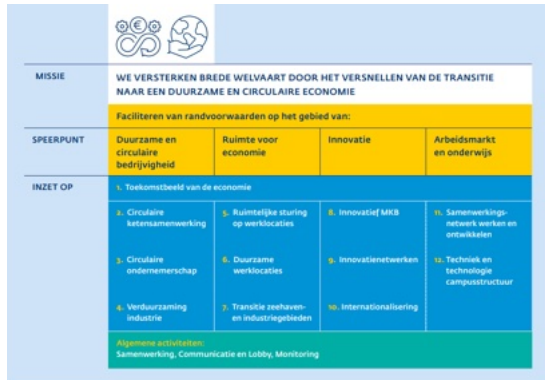 MISSIE
WE VERSTERKEN BREDE WELVAART DOOR HET VERSNELLEN VAN DE TRANSITIE
NAAR EEN DUURZAME EN CIRCULAIRE ECONOMIE
Faciliteren van randvoorwaarden op het gebied van:
SPEERPUNT
Duurzame en
circulaire
bedrijvigheid
Ruimte voor
economie
Innovatie
Arbeidsmarkt
en onderwijs
INZET OP
1. Toekomstbeeld van de economie
2. Circulaire
ketensamenwerking
5. Ruimtelijke sturing
op werklocaties
8. Innovatief MKB
11. Samenwerkings-
netwerk werken en
ontwikkelen
3. Circulaire
ondernemerschap
6. Duurzame
werklocaties
9. Innovatienetwerken
12. Techniek en
technologie
campusstructuur
4. Verduurzaming
industrie
7. Transitie zeehaven-
en industriegebieden
10. Internationalisering
Algemene activiteiten:
Samenwerking, Communicatie en Lobby, Monitoring